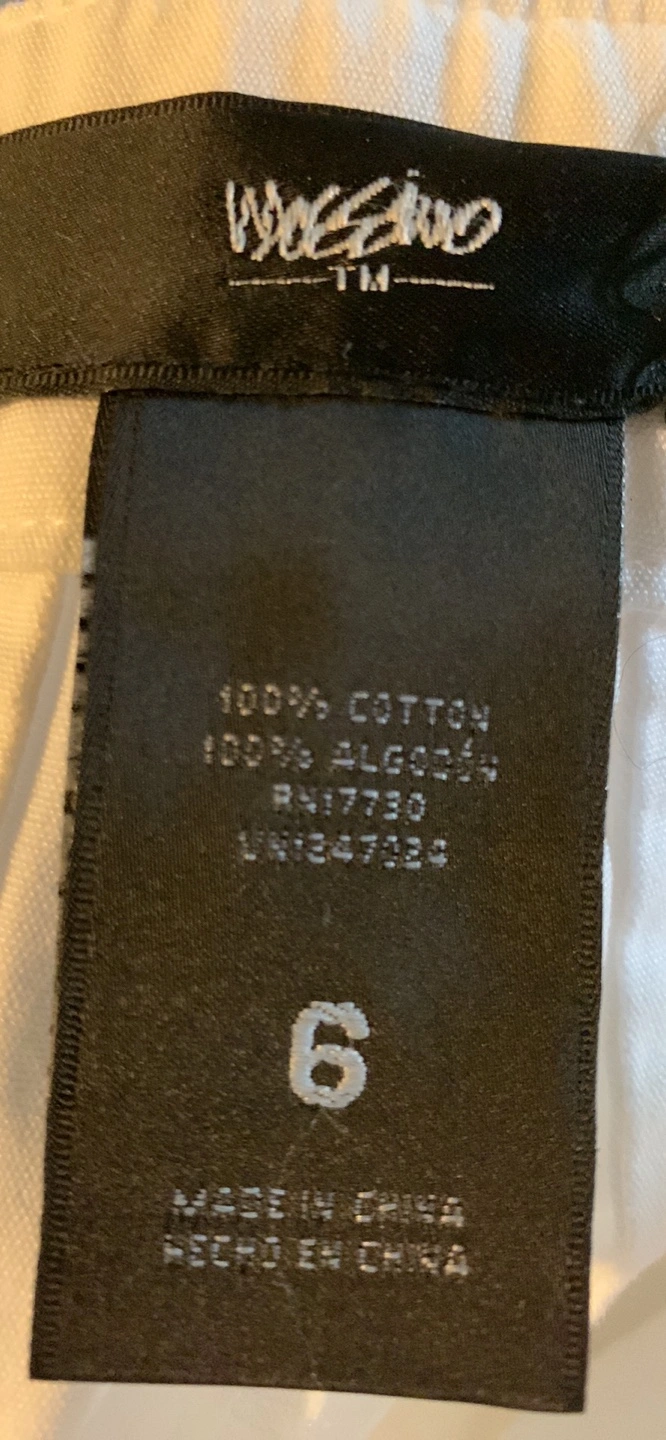 Mossimo
TM
100% COTTON
100% ALGODÓN
RN17730
6
MADE IN CHINA
HECHO EN CHINA